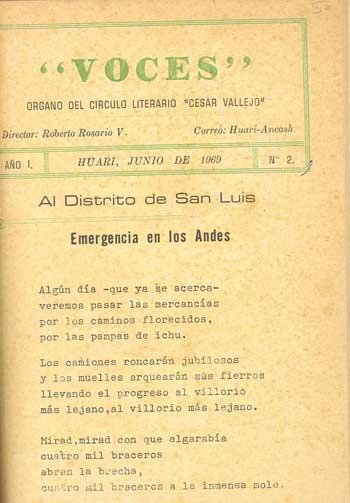 "VOCES"
ORGANO DEL CIRCULO LITERARIO "CESAR VALLEJO"
Director: Roberto Rosario V. Correo: Huari-Ancash
AÑO I. HUARI, JUNIO DE 1969 Nº 2.
Al Distrito de San Luis
Emergencia en los Andes
Algún día -que ya se acerca-
veremos pasar las mercancías
por los caminos florecidos,
por las pampas de ichu.
Los camiones roncarán jubilosos
y los muelles arquearán sus fierros
llevando el progreso al villorio
más lejano,al villorio más lejano.
Mirad,mirad con que algarabía
cuatro mil braceros
abren la brecha,
cuatro mil braceros a la inmensa mole.